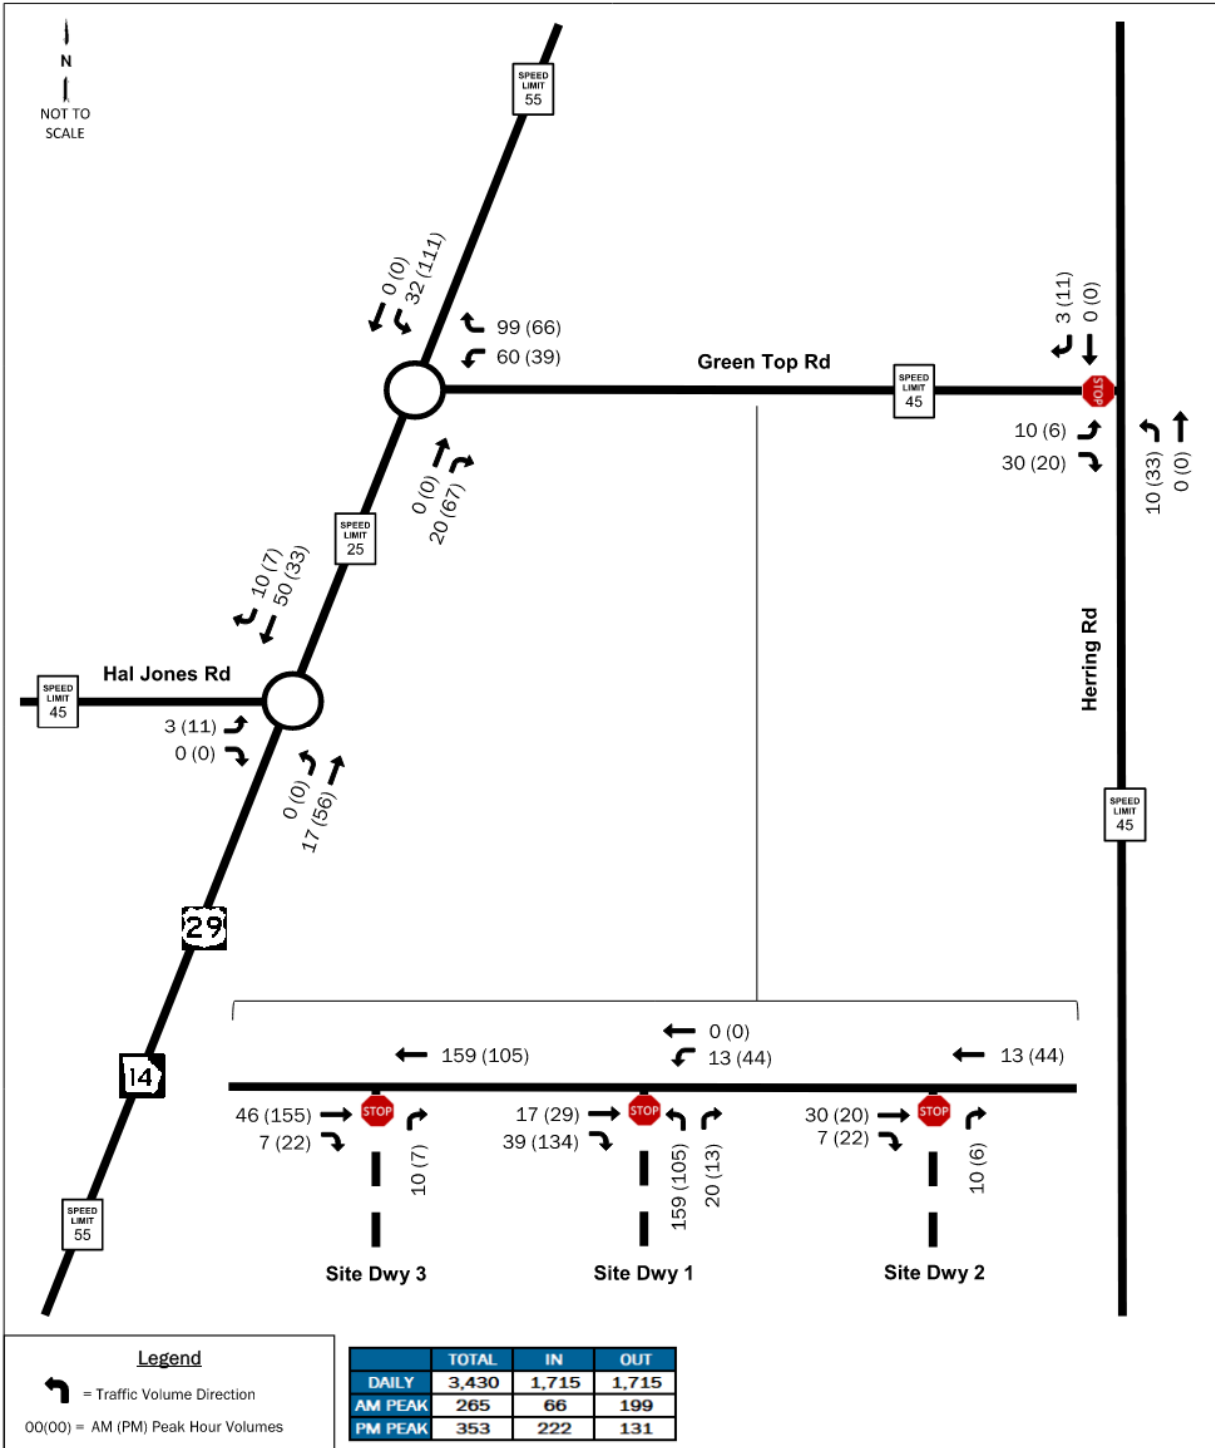 N
NOT TO
SCALE
SPEED
LIMIT
55
0 (0)
32 (111)
99 (66)
60 (39)
Green Top Rd
SPEED
LIMIT
45
3 (11)
0 (0)
STOP
10 (6)
30 (20)
10 (33)
0 (0)
0 (0)
20 (67)
SPEED
LIMIT
25
10 (7)
50 (33)
Hal Jones Rd
SPEED
LIMIT
45
3 (11)
0 (0)
0 (0)
17 (56)
Herring Rd
SPEED
LIMIT
45
29
14
SPEED
LIMIT
55
159 (105)
0 (0)
13 (44)
13 (44)
46 (155)
7 (22)
STOP
10 (7)
17 (29)
39 (134)
STOP
159 (105)
20 (13)
30 (20)
7 (22)
STOP
10 (6)
Site Dwy 3
Site Dwy 1
Site Dwy 2
Legend
= Traffic Volume Direction
00(00) = AM (PM) Peak Hour Volumes
TOTAL IN OUT
DAILY 3,430 1,715 1,715
AM PEAK 265 66 199
PM PEAK 353 222 131